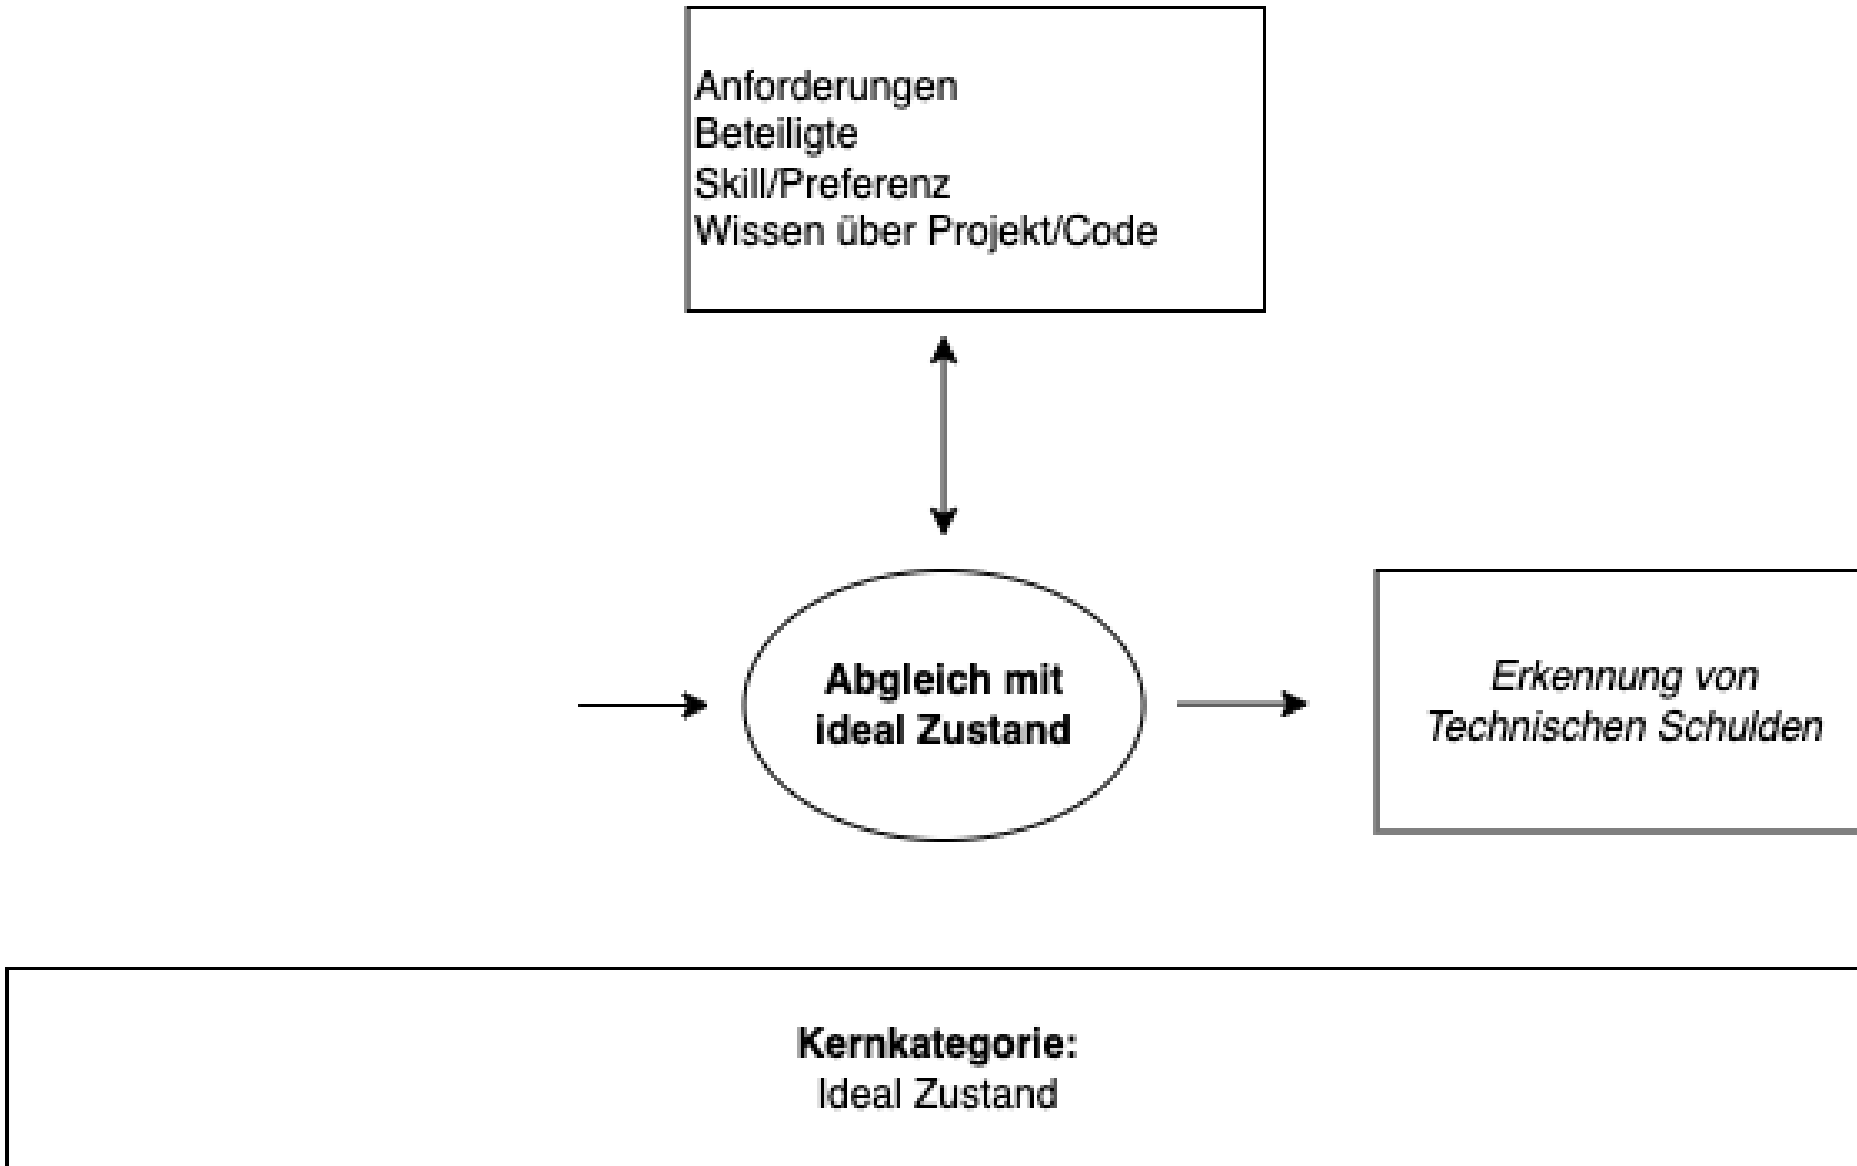 Anforderungen
Beteiligte
Skill/Preferenz
Wissen über Projekt/Code
Abgleich mit
ideal Zustand
Erkennung von
Technischen Schulden
Kernkategorie:
Ideal Zustand